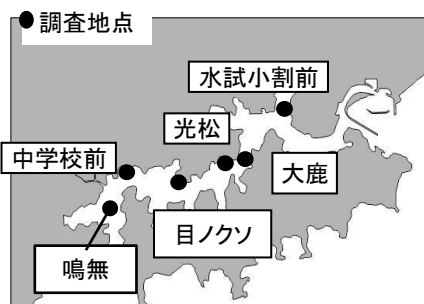 ●調査地点
水試小割前
光松
中学校前
大鹿
目ノクソ
鳴無